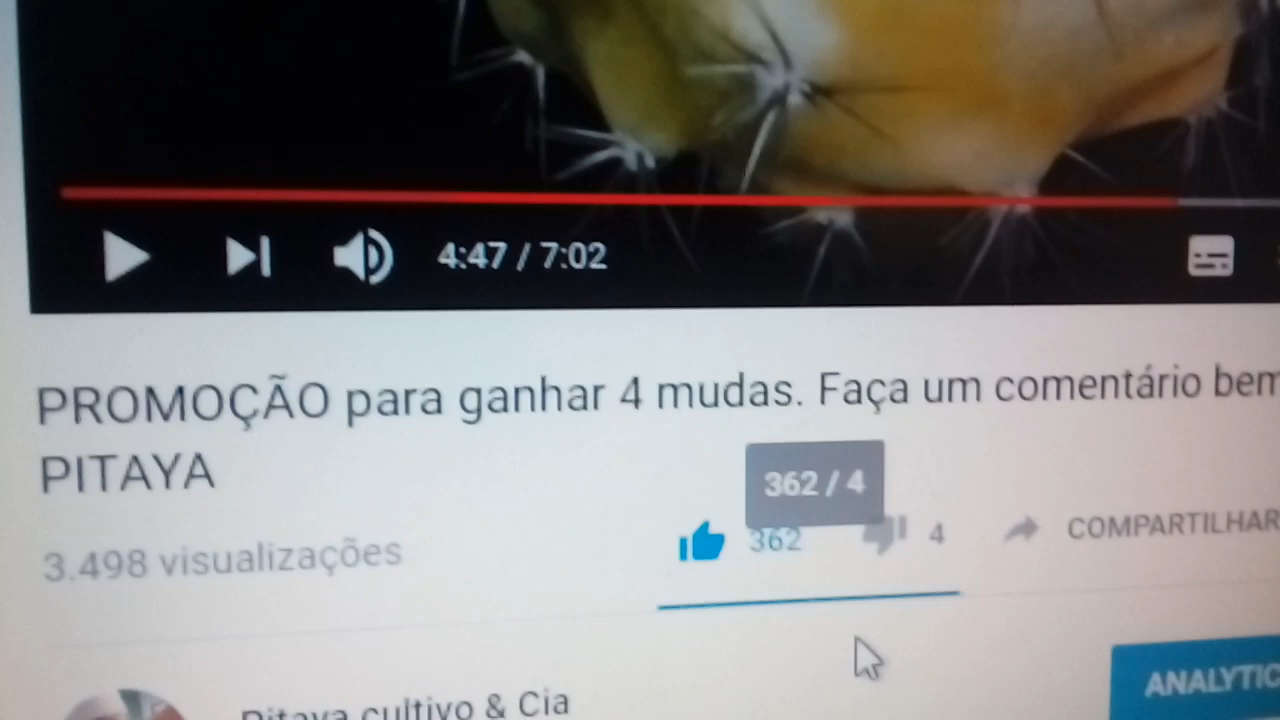 4:47 / 7:02
PROMOÇÃO para ganhar 4 mudas. Faça um comentário bem
PITAYA
362 / 4
3.498 visualizações
362
4
COMPARTILHAR
Pitaya cultivo & Cia